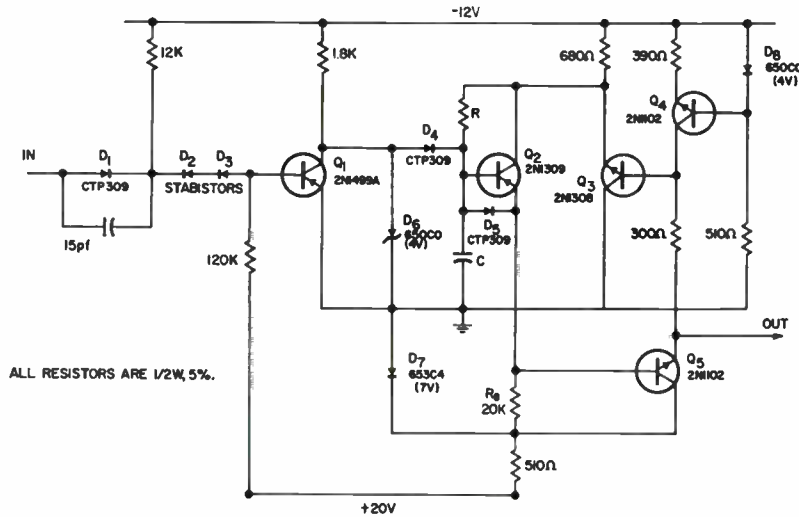 -12V
12K
1.8K
680Ω
390Ω
D8
650C0
(4V)
Q4
2N1102
R
D4
CTP309
IN
D1
CTP309
D2 D3
STABISTORS
Q1
2N1499A
Q2
2N1309
Q3
2N1308
15pf
D6
650C0
(4V)
D5
CTP309
300Ω
510Ω
120K
C
OUT
ALL RESISTORS ARE 1/2W, 5%.
D7
653C4
(7V)
Q5
2N1102
20K
510Ω
+20V